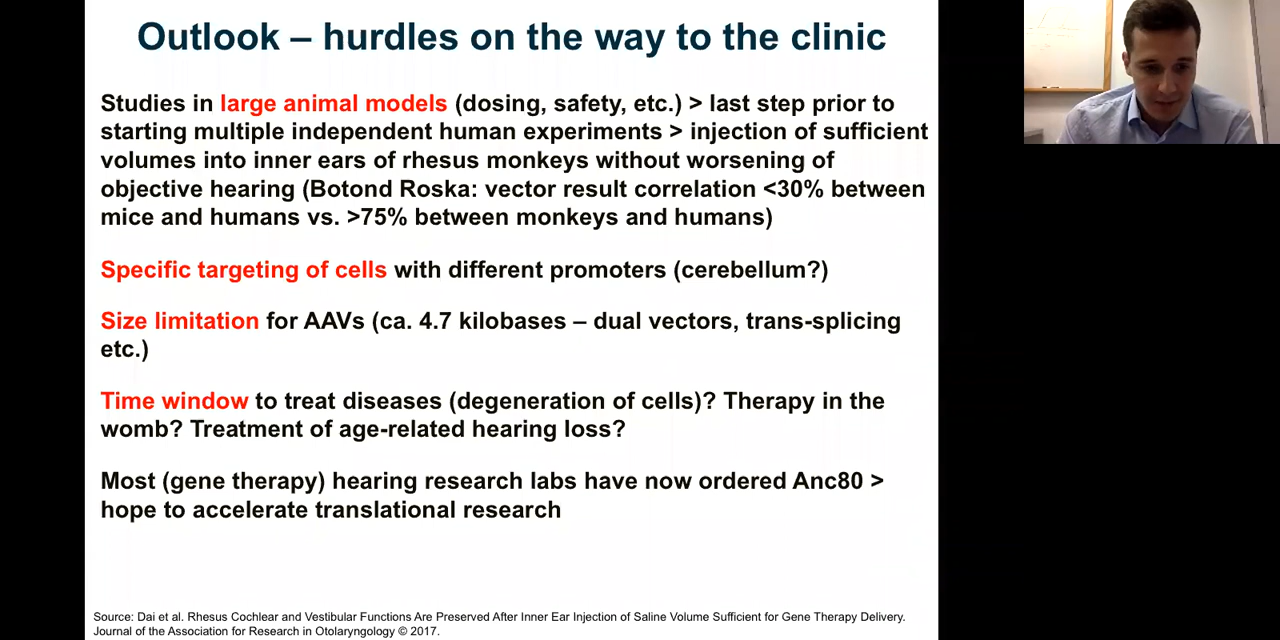 Outlook – hurdles on the way to the clinic
Studies in large animal models (dosing, safety, etc.) > last step prior to
starting multiple independent human experiments > injection of sufficient
volumes into inner ears of rhesus monkeys without worsening of
objective hearing (Botond Roska: vector result correlation <30% between
mice and humans vs. >75% between monkeys and humans)
Specific targeting of cells with different promoters (cerebellum?)
Size limitation for AAVs (ca. 4.7 kilobases – dual vectors, trans-splicing
etc.)
Time window to treat diseases (degeneration of cells)? Therapy in the
womb? Treatment of age-related hearing loss?
Most (gene therapy) hearing research labs have now ordered Anc80 >
hope to accelerate translational research
Source: Dai et al. Rhesus Cochlear and Vestibular Functions Are Preserved After Inner Ear Injection of Saline Volume Sufficient for Gene Therapy Delivery.
Journal of the Association for Research in Otolaryngology © 2017.